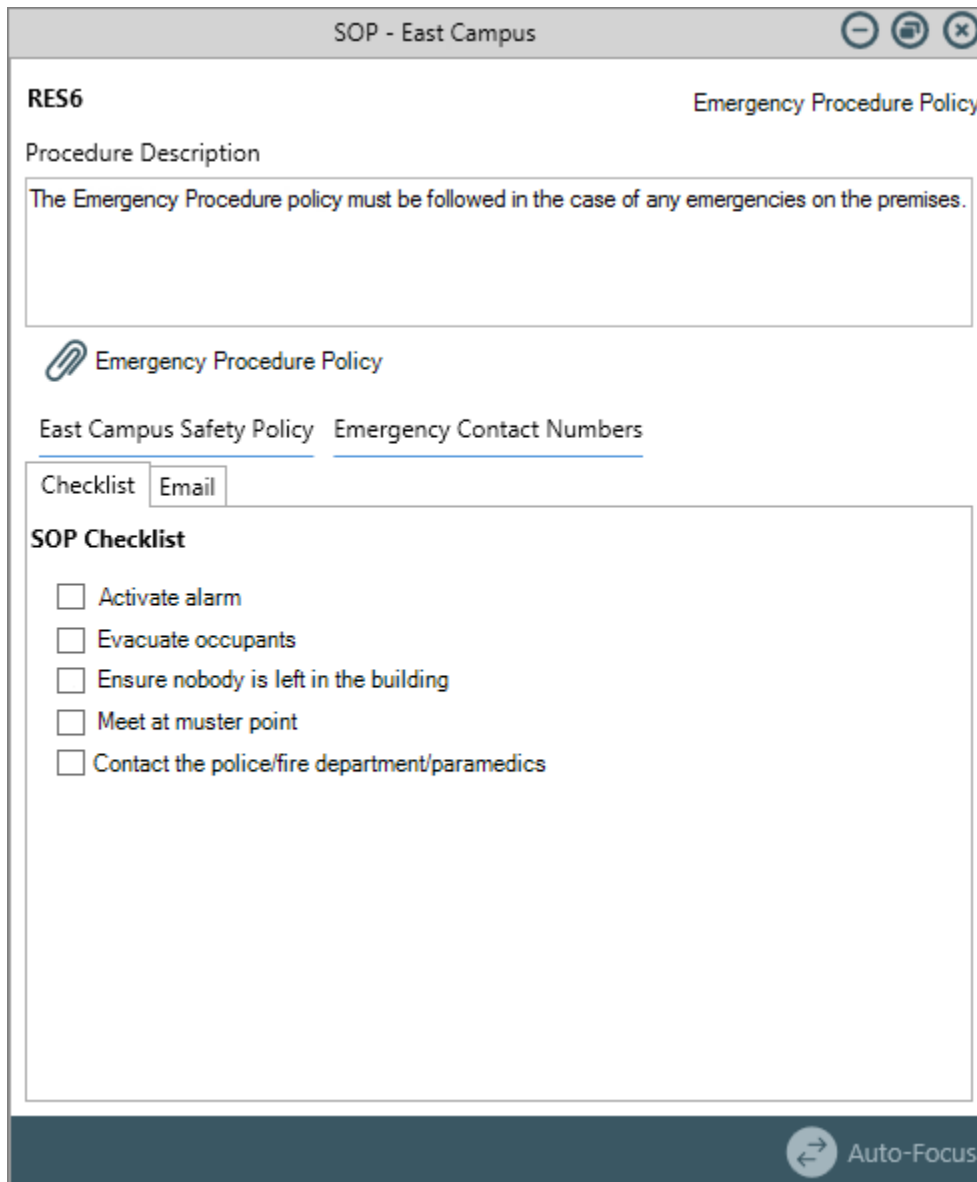 SOP - East Campus
RES6
Emergency Procedure Policy
Procedure Description
The Emergency Procedure policy must be followed in the case of any emergencies on the premises.
Emergency Procedure Policy
East Campus Safety Policy Emergency Contact Numbers
Checklist Email
SOP Checklist
Activate alarm
Evacuate occupants
Ensure nobody is left in the building
Meet at muster point
Contact the police/fire department/paramedics
Auto-Focus